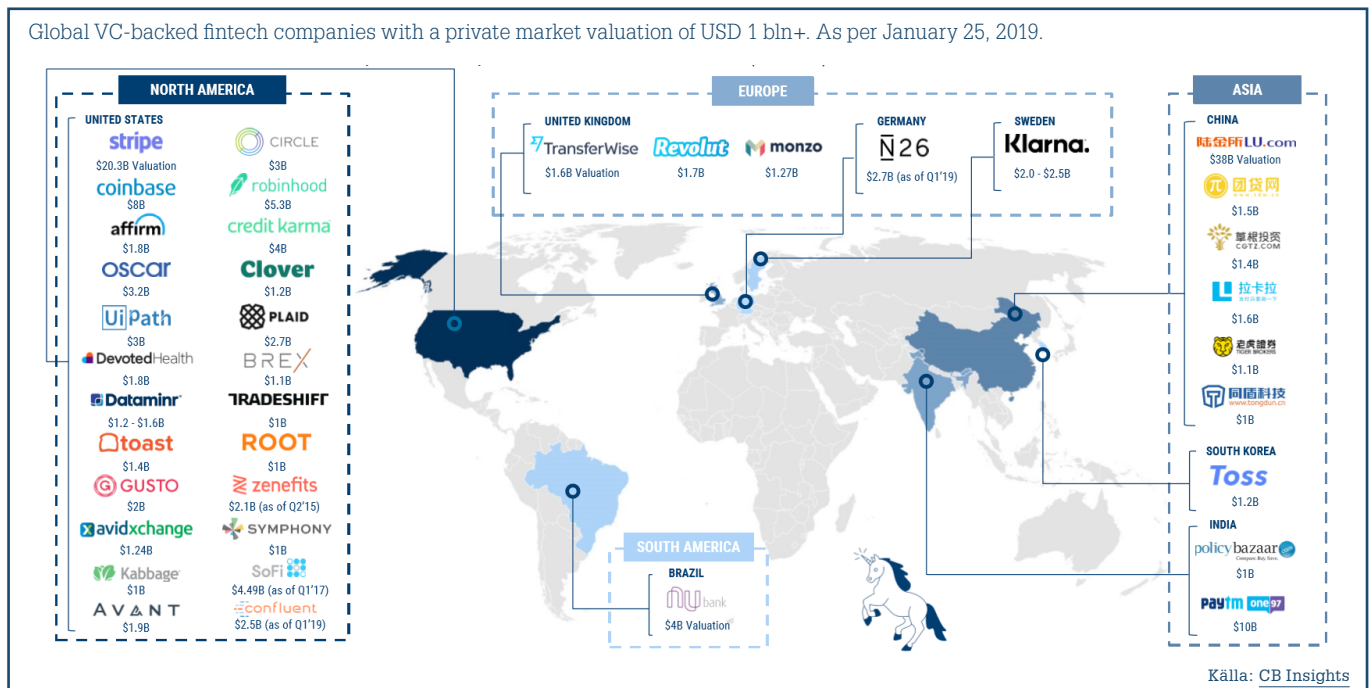 Global VC-backed fintech companies with a private market valuation of USD 1 bln+. As per January 25, 2019.
NORTH AMERICA
UNITED STATES
stripe
$20.3B Valuation
CIRCLE
$3B
coinbase
$8B
robinhood
$5.3B
affirm
$1.8B
credit karma
$4B
oscar
$3.2B
Clover
$1.2B
UiPath
$3B
PLAID
$2.7B
DevotedHealth
$1.8B
BREX
$1.1B
Dataminr
$1.2 - $1.6B
TRADESHIFT
$1B
toast
$1.4B
ROOT
$1B
GUSTO
$2B
zenefits
$2.1B (as of Q2'15)
avidxchange
$1.24B
SYMPHONY
$1B
Kabbage
$1B
SoFi
$4.49B (as of Q1'17)
AVANT
$1.9B
confluent
$2.5B (as of Q1'19)
EUROPE
UNITED KINGDOM
TransferWise
$1.6B Valuation
Revolut
$1.7B
monzo
$1.27B
GERMANY
N26
$2.7B (as of Q1'19)
SWEDEN
Klarna.
$2.0 - $2.5B
SOUTH AMERICA
BRAZIL
nu bank
$4B Valuation
ASIA
CHINA
陆金所LU.com
$38B Valuation
团贷网
$1.5B
草根投资
CGTZ.COM
$1.4B
拉卡拉
$1.6B
老虎證券
TIGER BROKERS
$1.1B
同盾科技
www.tongdun.cn
$1B
SOUTH KOREA
Toss
$1.2B
INDIA
policybazaar
Compare. Buy. Save.
$1B
paytm one97
$10B
Källa: CB Insights